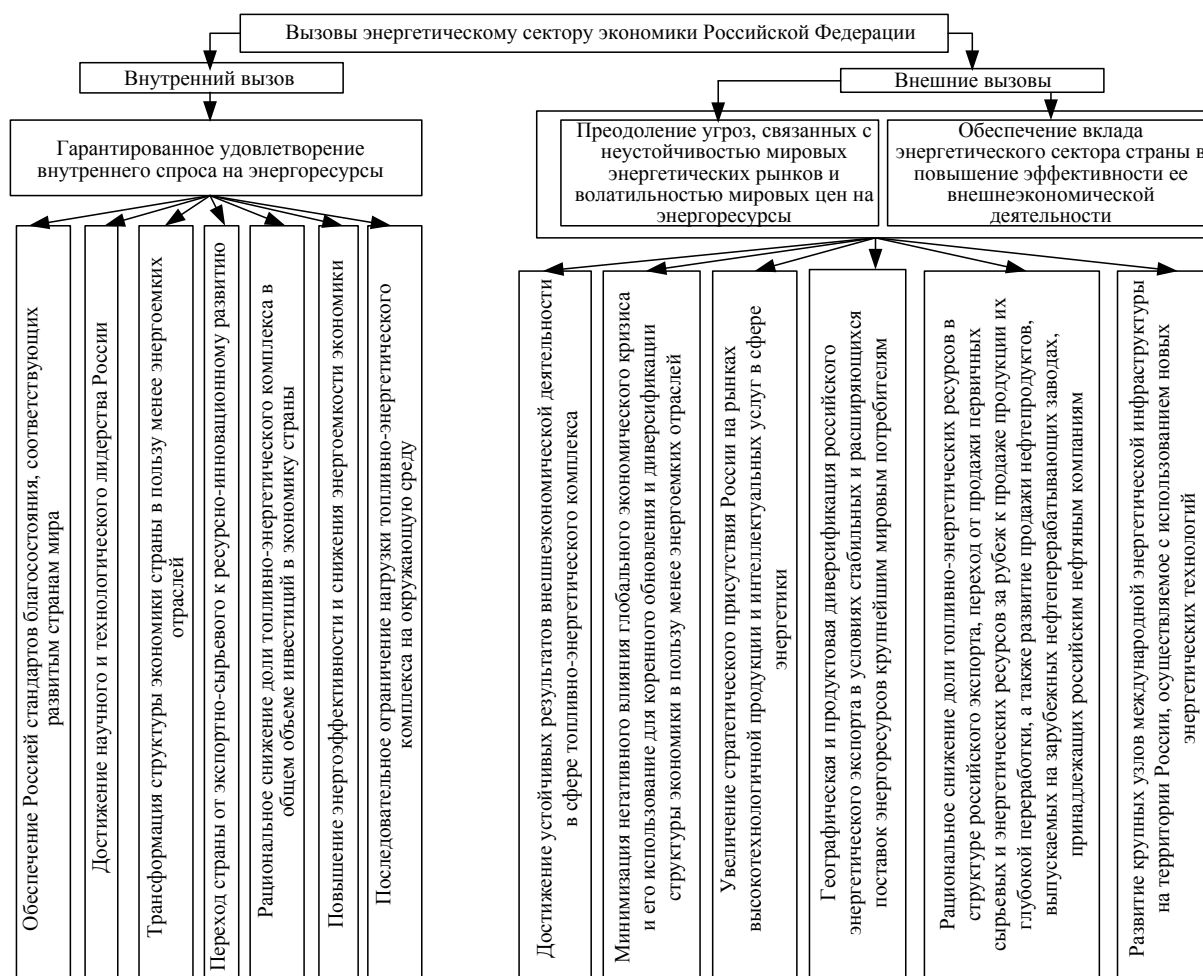 Вызовы энергетическому сектору экономики Российской Федерации
Внутренний вызов
Внешние вызовы
Гарантированное удовлетворение
внутреннего спроса на энергоресурсы
Преодоление угроз, связанных с
неустойчивостью мировых
энергетических рынков и
волатильностью мировых цен на
энергоресурсы
Обеспечение вклада
энергетического сектора страны в
повышение эффективности ее
внешнеэкономической
деятельности
Обеспечение Россией стандартов благосостояния, соответствующих
развитым странам мира
Достижение научного и технологического лидерства России
Трансформация структуры экономики страны в пользу менее энергоемких
отраслей
Переход страны от экспортно-сырьевого к ресурсно-инновационному развитию
Рациональное снижение доли топливно-энергетического комплекса в
общем объеме инвестиций в экономику страны
Повышение энергоэффективности и снижения энергоемкости экономики
Последовательное ограничение нагрузки топливно-энергетического
комплекса на окружающую среду
Достижение устойчивых результатов внешнеэкономической деятельности
в сфере топливно-энергетического комплекса
Минимизация негативного влияния глобального экономического кризиса
и его использование для коренного обновления и диверсификации
структуры экономики в пользу менее энергоемких отраслей
Увеличение стратегического присутствия России на рынках
высокотехнологичной продукции и интеллектуальных услуг в сфере
энергетики
Географическая и продуктовая диверсификация российского
энергетического экспорта в условиях стабильных и расширяющихся
поставок энергоресурсов крупнейшим мировым потребителям
Рациональное снижение доли топливно-энергетических ресурсов в
структуре российского экспорта, переход от продажи первичных
сырьевых и энергетических ресурсов за рубеж к продаже продукции их
глубокой переработки, а также развитие продажи нефтепродуктов,
выпускаемых на зарубежных нефтеперерабатывающих заводах,
принадлежащих российским нефтяным компаниям
Развитие крупных узлов международной энергетической инфраструктуры
на территории России, осуществляемое с использованием новых
энергетических технологий